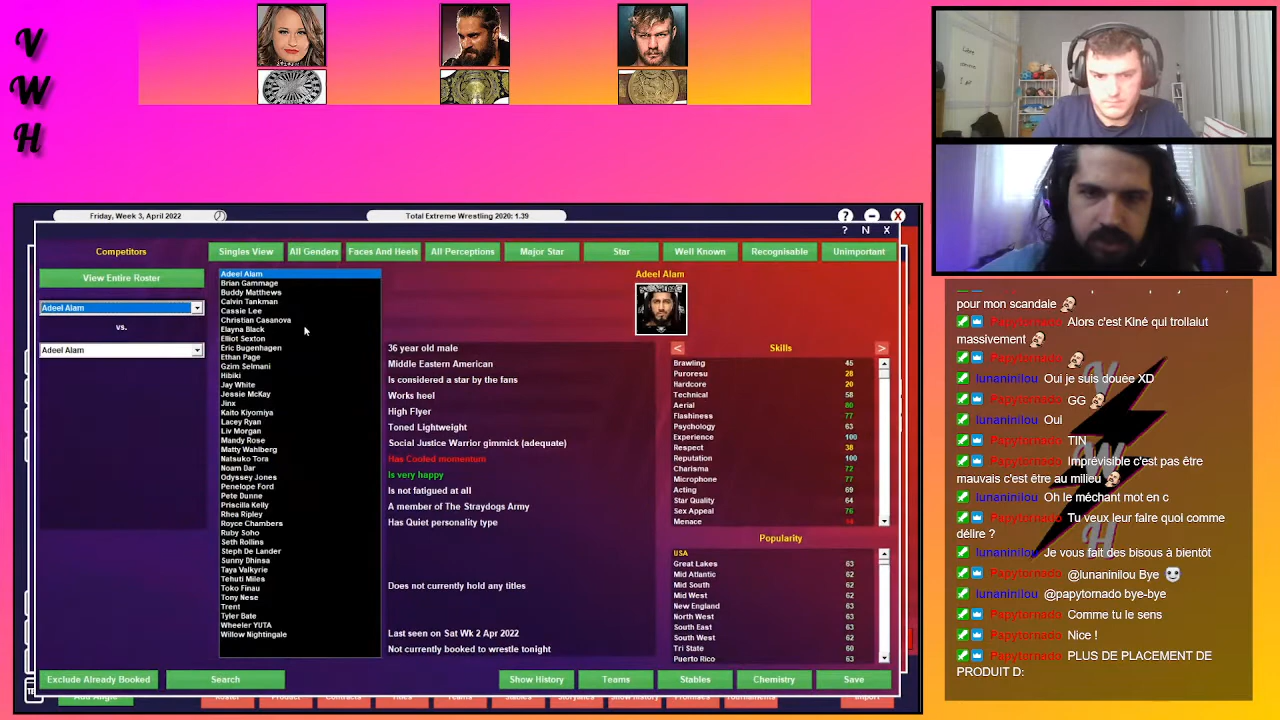 V
W
H
Friday, Week 3, April 2022
Total Extreme Wrestling 2020: 1.39
? − X
? N X
Competitors
Singles View
All Genders
Faces And Heels
All Perceptions
Major Star
Star
Well Known
Recognisable
Unimportant
View Entire Roster
Adeel Alam
vs.
Adeel Alam
Adeel Alam
Brian Gammage
Buddy Matthews
Calvin Tankman
Cassie Lee
Christian Casanova
Elayna Black
Elliot Sexton
Eric Bugenhagen
Ethan Page
Gzim Selmani
Hibiki
Jay White
Jessie McKay
Jinx
Kaito Kiyomiya
Lacey Ryan
Liv Morgan
Mandy Rose
Matty Wahlberg
Natsuko Tora
Noam Dar
Odyssey Jones
Penelope Ford
Pete Dunne
Priscilla Kelly
Rhea Ripley
Royce Chambers
Ruby Soho
Seth Rollins
Steph De Lander
Sunny Dhinsa
Taya Valkyrie
Tehuti Miles
Toko Finau
Tony Nese
Trent
Tyler Bate
Wheeler YUTA
Willow Nightingale
Adeel Alam
36 year old male
Middle Eastern American
Is considered a star by the fans
Works heel
High Flyer
Toned Lightweight
Social Justice Warrior gimmick (adequate)
Has Cooled momentum
Is very happy
Is not fatigued at all
A member of The Straydogs Army
Has Quiet personality type
Does not currently hold any titles
Last seen on Sat Wk 2 Apr 2022
Not currently booked to wrestle tonight
< Skills >
Brawling 45
Puroresu 28
Hardcore 20
Technical 58
Aerial 80
Flashiness 77
Psychology 63
Experience 100
Respect 38
Reputation 100
Charisma 72
Microphone 77
Acting 69
Star Quality 64
Sex Appeal 76
Menace
Popularity
USA
Great Lakes 63
Mid Atlantic 62
Mid South 62
Mid West 62
New England 63
North West 63
South East 63
South West 62
Tri State 60
Puerto Rico 63
Exclude Already Booked
Search
Show History
Teams
Stables
Chemistry
Save
pour mon scandale
Papytornado Alors c'est Klné qui trollalut
massivement
Papytornado
lunaninilou Oui je suis douée XD
Papytornado GG
lunaninilou Oui
Papytornado TIN
Papytornado Imprévisible c'est pas être
mauvais c'est être au milieu
lunaninilou Oh le méchant mot en c
Papytornado Tu veux leur faire quoi comme
délire ?
lunaninilou Je vous fait des bisous à bientôt
Papytornado @lunaninilou Bye
lunaninilou @papytornado bye-bye
Papytornado Comme tu le sens
Papytornado Nice !
Papytornado PLUS DE PLACEMENT DE
PRODUIT D: